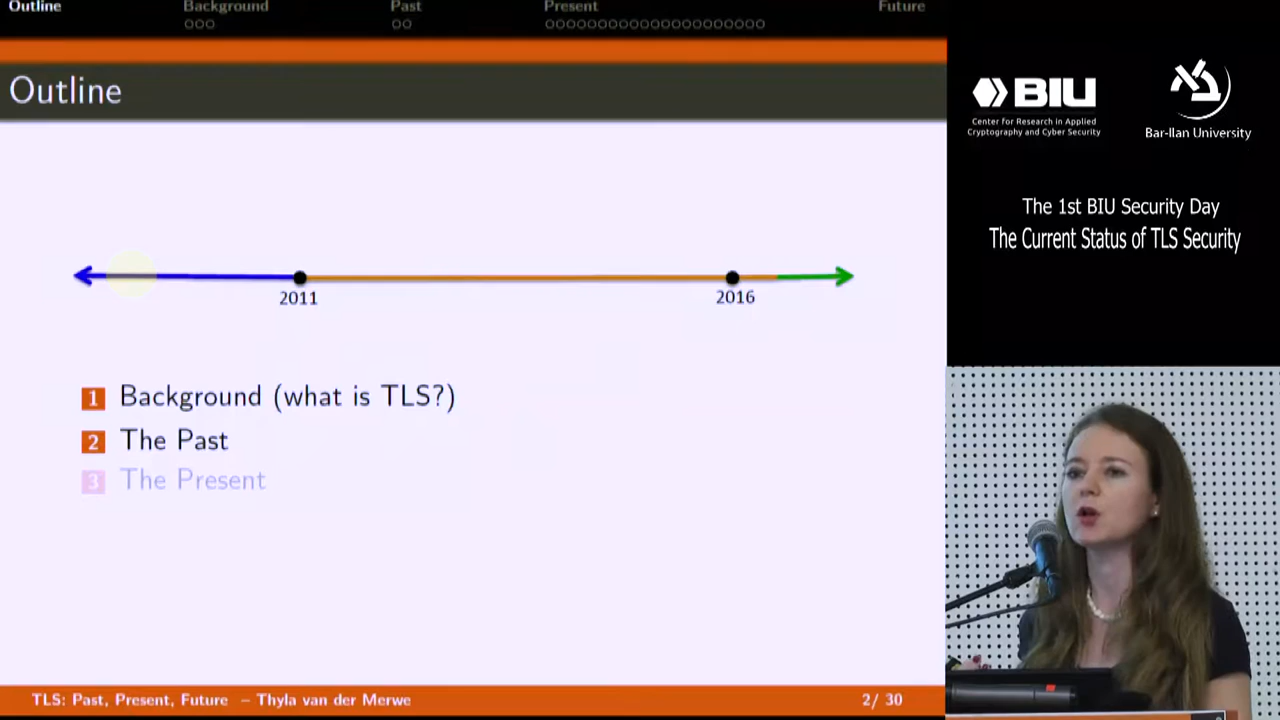 Outline
Background
Past
Present
Future
Outline
2011
2016
1 Background (what is TLS?)
2 The Past
3 The Present
TLS: Past, Present, Future – Thyla van der Merwe
2/ 30
BIU
Center for Research in Applied
Cryptography and Cyber Security
Bar-Ilan University
The 1st BIU Security Day
The Current Status of TLS Security